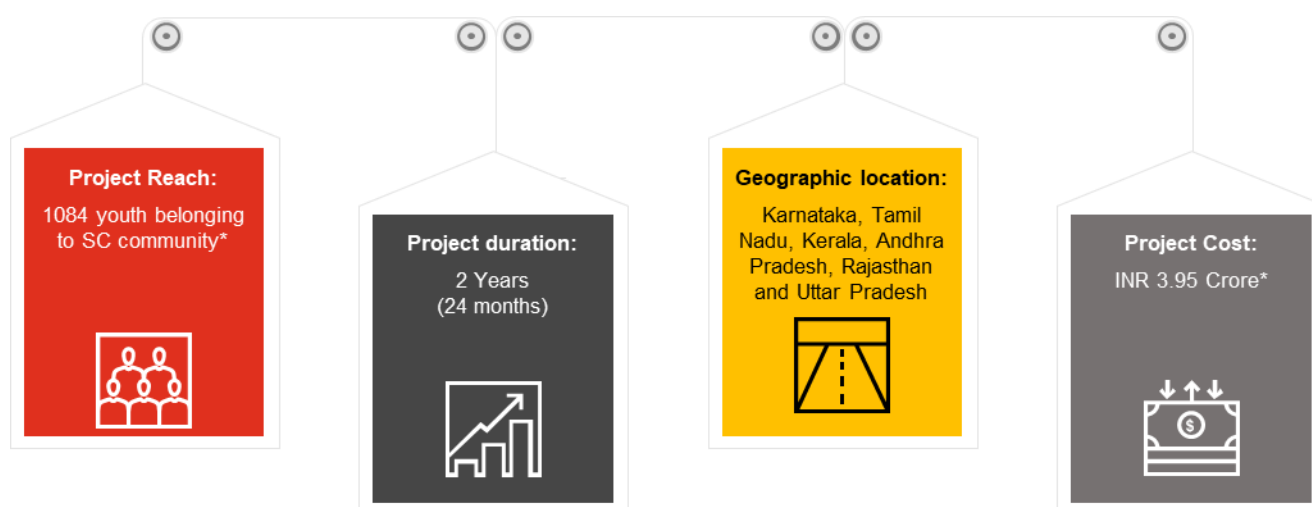 Project Reach:
1084 youth belonging
to SC community*
Project duration:
2 Years
(24 months)
Geographic location:
Karnataka, Tamil
Nadu, Kerala, Andhra
Pradesh, Rajasthan
and Uttar Pradesh
Project Cost:
INR 3.95 Crore*
$